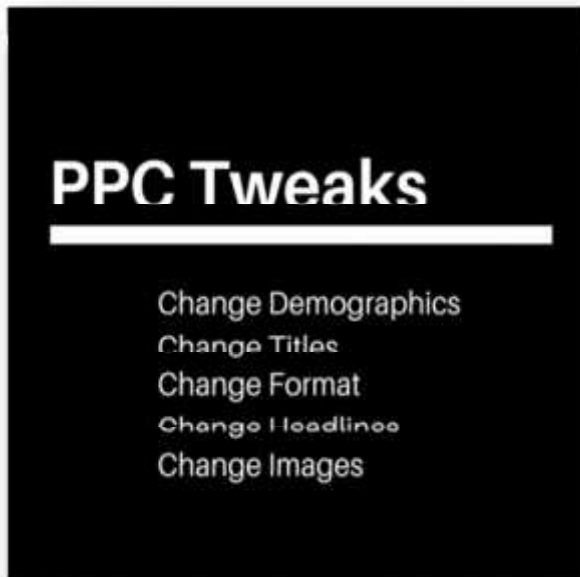 PPC Tweaks
Change Demographics
Change Titles
Change Format
Change Headlines
Change Images